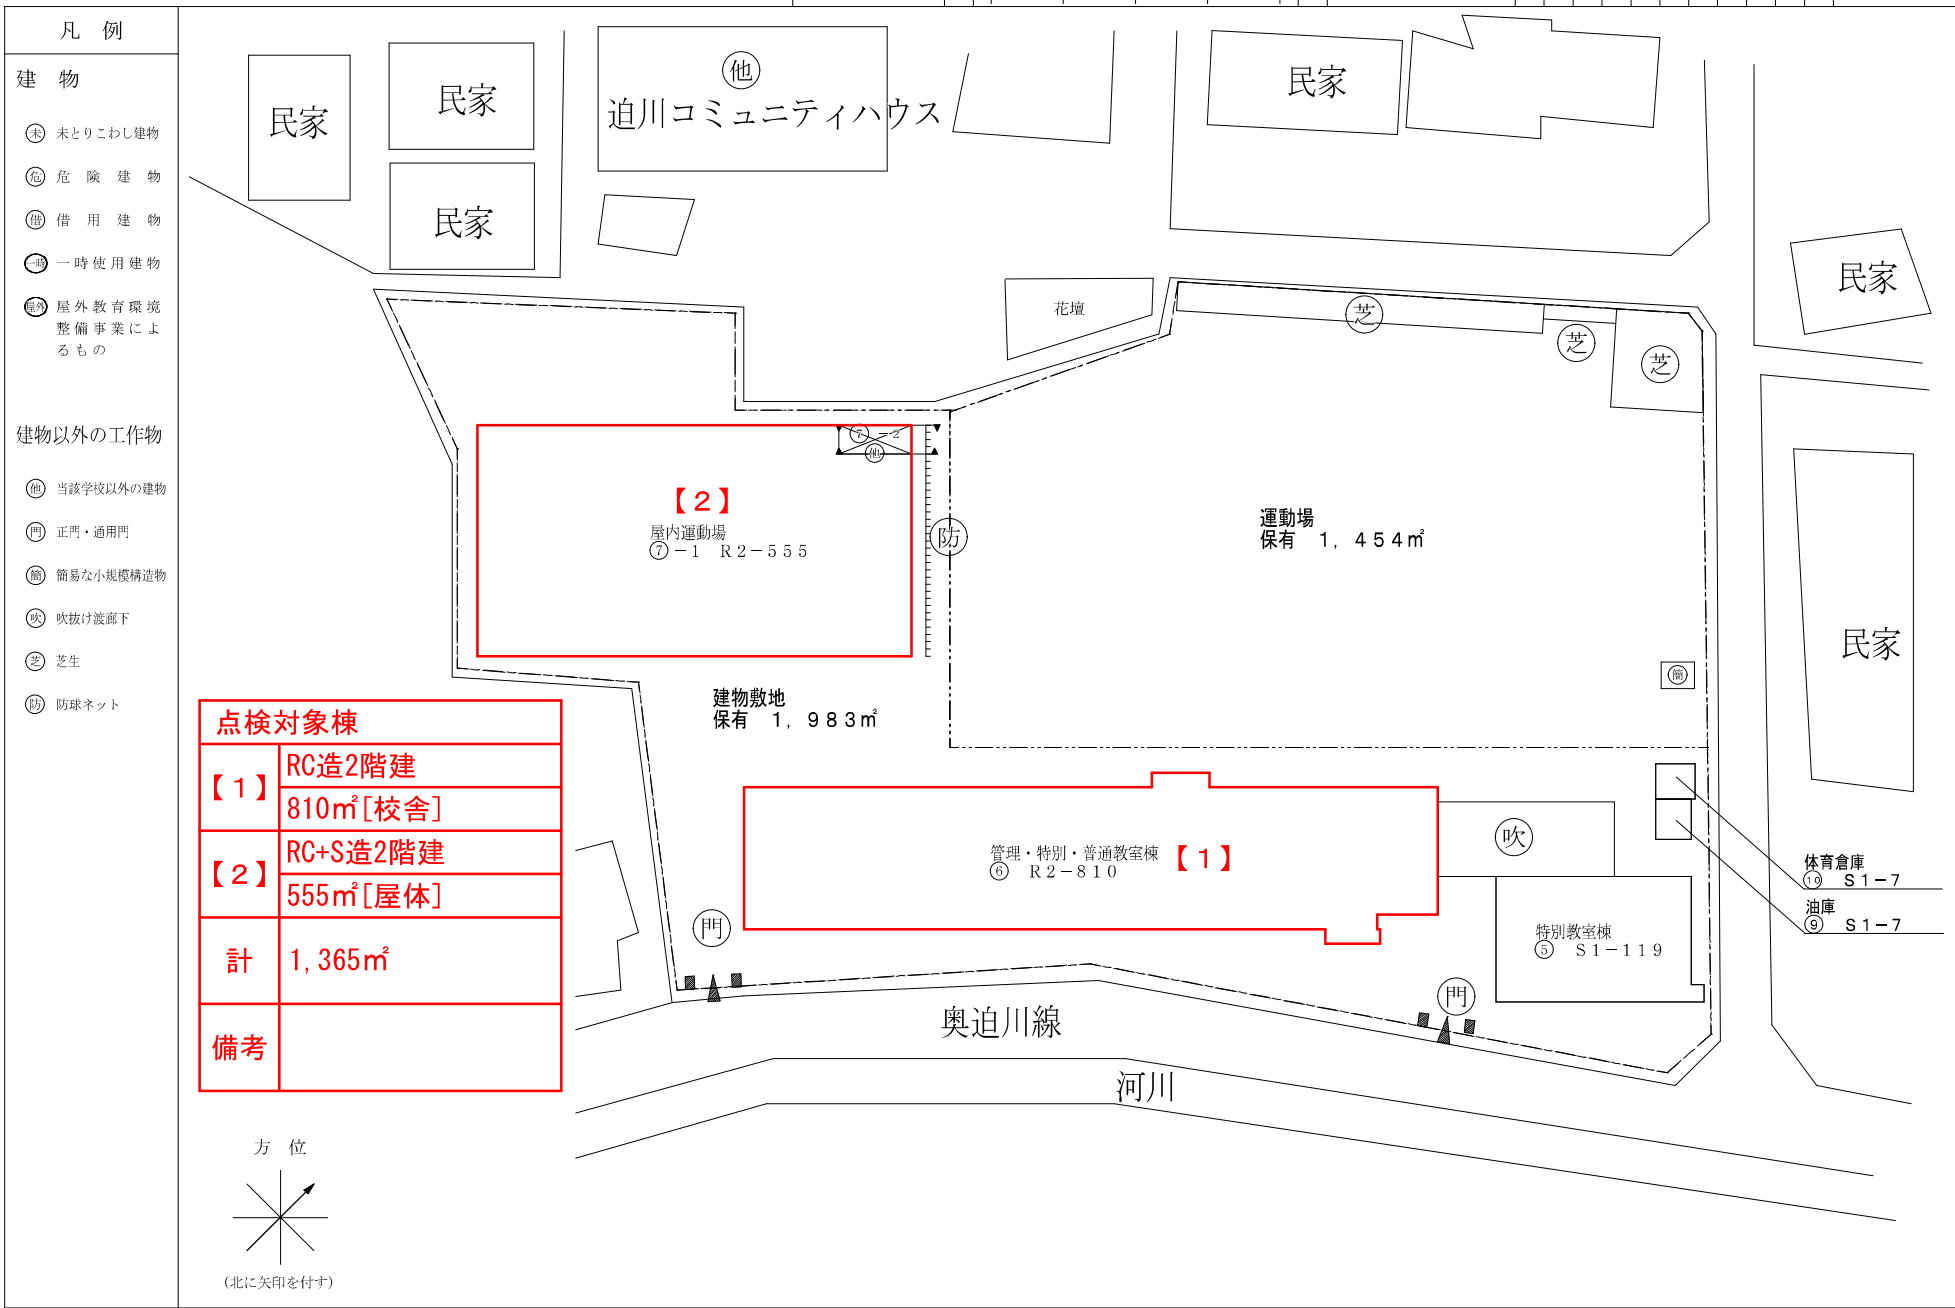 凡 例
建 物
未 未とりこわし建物
危 危 険 建 物
借 借 用 建 物
一時 一時使用建物
屋外 屋外教育環境
整備事業によ
るもの
建物以外の工作物
他 当該学校以外の建物
門 正門・通用門
簡 簡易な小規模構造物
吹 吹抜け渡廊下
芝 芝生
防 防球ネット
民家
民家
民家
他
迫川コミュニティハウス
民家
民家
民家
花壇
芝
芝
芝
⑦-2
他
【2】
屋内運動場
⑦-1 R2-555
防
運動場
保有 1,454㎡
簡
建物敷地
保有 1,983㎡
点検対象棟
【1】
RC造2階建
810㎡[校舎]
【2】
RC+S造2階建
555㎡[屋体]
計
1,365㎡
備考
管理・特別・普通教室棟
⑥ R2-810
【1】
吹
特別教室棟
⑤ S1-119
体育倉庫
⑩ S1-7
油庫
⑨ S1-7
門
門
奥迫川線
河川
方 位
(北に矢印を付す)